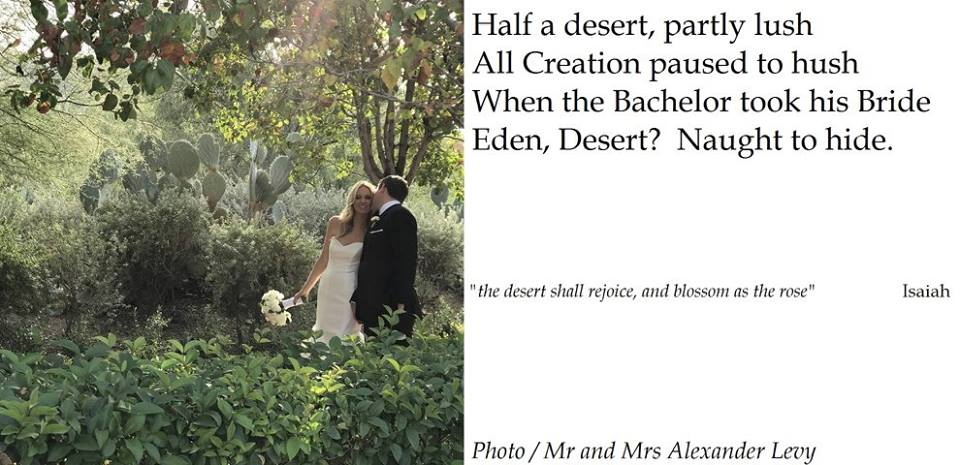 Half a desert, partly lush
All Creation paused to hush
When the Bachelor took his Bride
Eden, Desert?  Naught to hide.
"the desert shall rejoice, and blossom as the rose" Isaiah
Photo / Mr and Mrs Alexander Levy